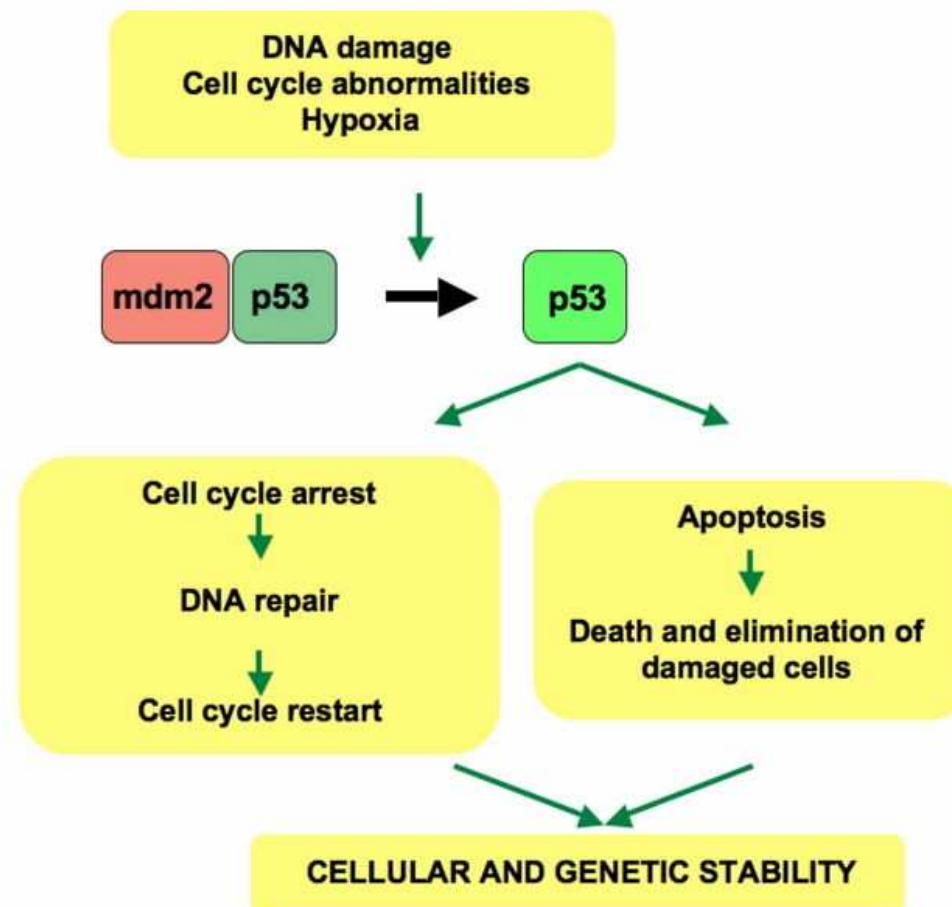 DNA damage
Cell cycle abnormalities
Hypoxia
mdm2 p53 p53
Cell cycle arrest
DNA repair
Cell cycle restart
Apoptosis
Death and elimination of
damaged cells
CELLULAR AND GENETIC STABILITY